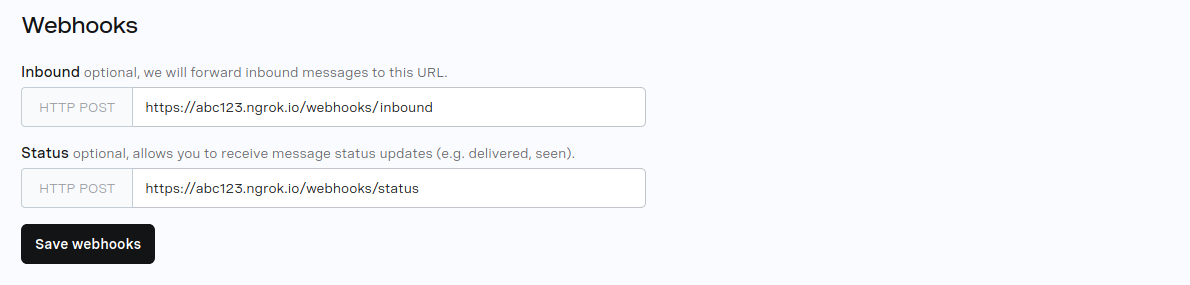 Webhooks
Inbound optional, we will forward inbound messages to this URL.
HTTP POST https://abc123.ngrok.io/webhooks/inbound
Status optional, allows you to receive message status updates (e.g. delivered, seen).
HTTP POST https://abc123.ngrok.io/webhooks/status
Save webhooks